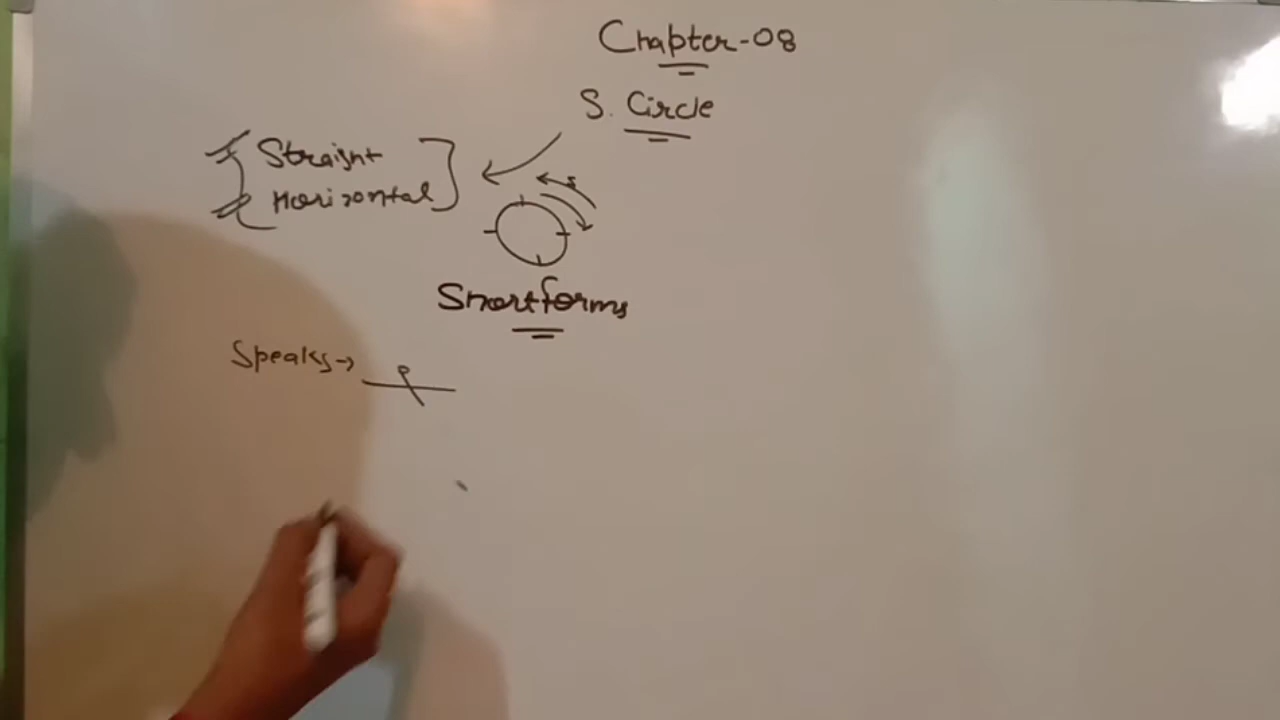 Chapter-08
S. Circle
Straight
Horizontal
s
Shortforms
Speaks→